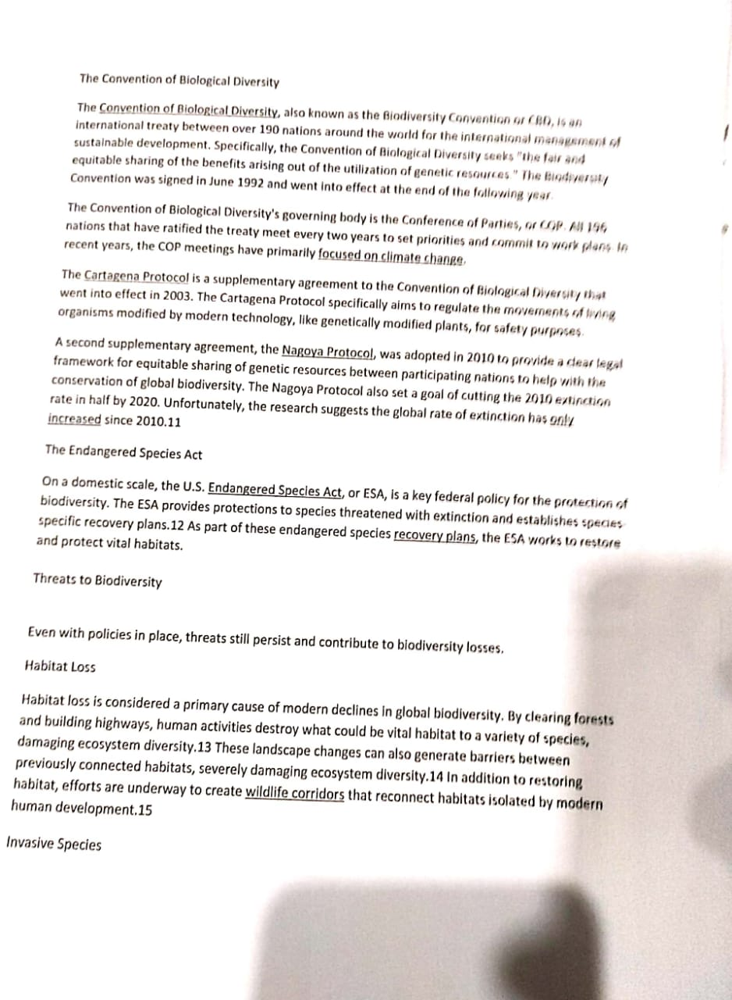 The Convention of Biological Diversity
The Convention of Biological Diversity, also known as the Biodiversity Convention or CBD, is an
international treaty between over 190 nations around the world for the international management of
sustainable development. Specifically, the Convention of Biological Diversity seeks "the fair and
equitable sharing of the benefits arising out of the utilization of genetic resources." The Biodiversity
Convention was signed in June 1992 and went into effect at the end of the following year.
The Convention of Biological Diversity's governing body is the Conference of Parties, or COP. All 196
nations that have ratified the treaty meet every two years to set priorities and commit to work plans. In
recent years, the COP meetings have primarily focused on climate change.
The Cartagena Protocol is a supplementary agreement to the Convention of Biological Diversity that
went into effect in 2003. The Cartagena Protocol specifically aims to regulate the movements of living
organisms modified by modern technology, like genetically modified plants, for safety purposes.
A second supplementary agreement, the Nagoya Protocol, was adopted in 2010 to provide a clear legal
framework for equitable sharing of genetic resources between participating nations to help with the
conservation of global biodiversity. The Nagoya Protocol also set a goal of cutting the 2010 extinction
rate in half by 2020. Unfortunately, the research suggests the global rate of extinction has only
increased since 2010.11
The Endangered Species Act
On a domestic scale, the U.S. Endangered Species Act, or ESA, is a key federal policy for the protection of
biodiversity. The ESA provides protections to species threatened with extinction and establishes species-
specific recovery plans.12 As part of these endangered species recovery plans, the ESA works to restore
and protect vital habitats.
Threats to Biodiversity
Even with policies in place, threats still persist and contribute to biodiversity losses.
Habitat Loss
Habitat loss is considered a primary cause of modern declines in global biodiversity. By clearing forests
and building highways, human activities destroy what could be vital habitat to a variety of species,
damaging ecosystem diversity.13 These landscape changes can also generate barriers between
previously connected habitats, severely damaging ecosystem diversity.14 In addition to restoring
habitat, efforts are underway to create wildlife corridors that reconnect habitats isolated by modern
human development.15
Invasive Species